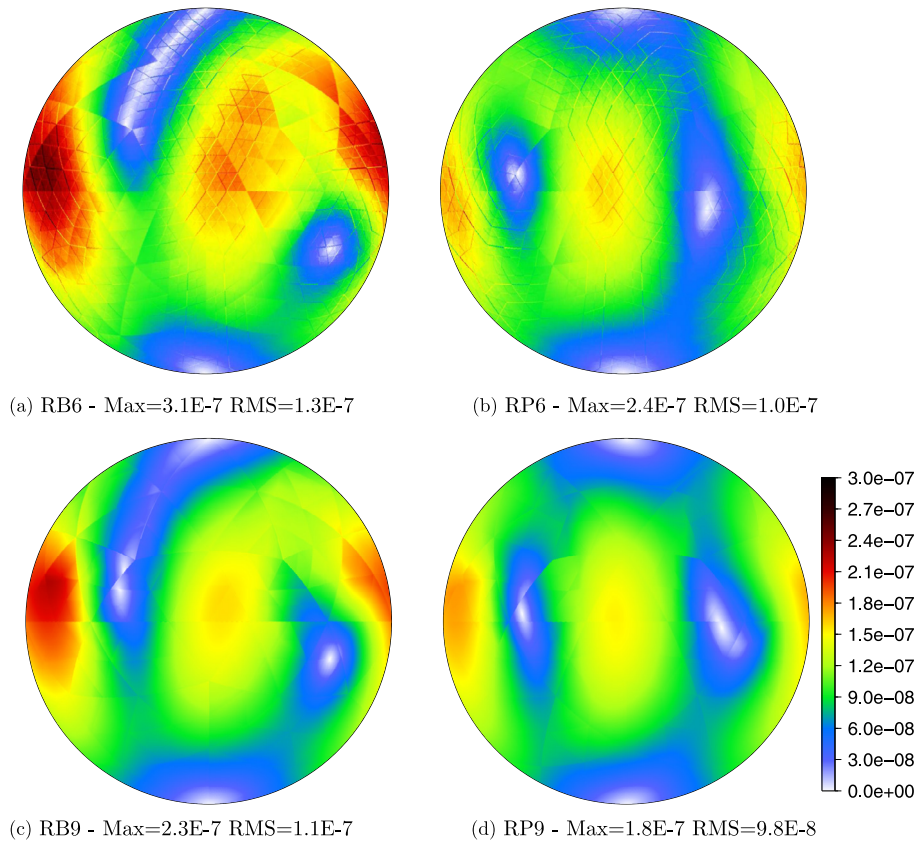 (a) RB6 - Max=3.1E-7 RMS=1.3E-7
(b) RP6 - Max=2.4E-7 RMS=1.0E-7
3.0e−07
2.7e−07
2.4e−07
2.1e−07
1.8e−07
1.5e−07
1.2e−07
9.0e−08
6.0e−08
3.0e−08
0.0e+00
(c) RB9 - Max=2.3E-7 RMS=1.1E-7
(d) RP9 - Max=1.8E-7 RMS=9.8E-8